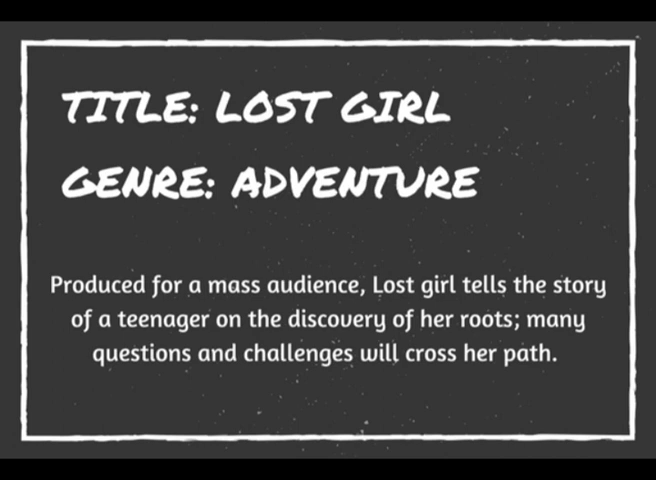 TITLE: LOST GIRL
GENRE: ADVENTURE
Produced for a mass audience, Lost girl tells the story
of a teenager on the discovery of her roots; many
questions and challenges will cross her path.